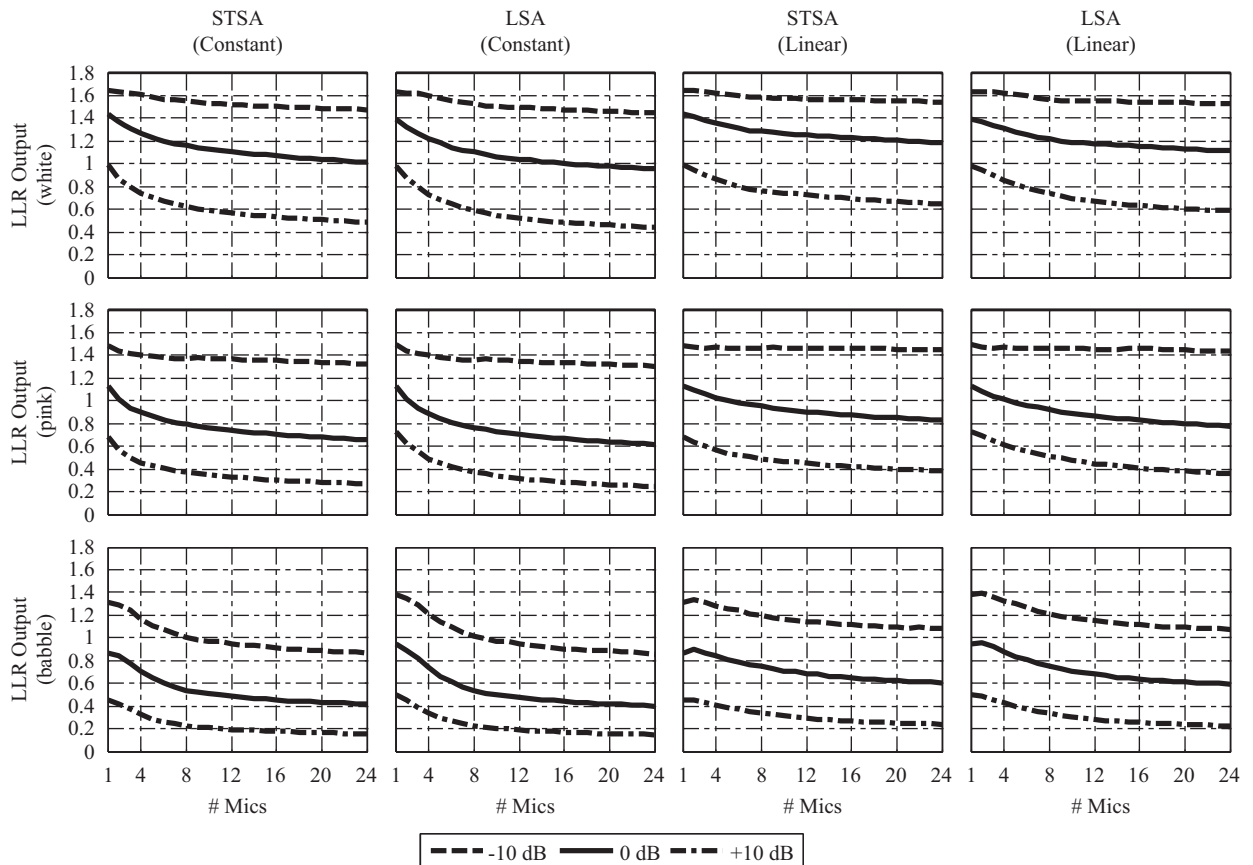 STSA
(Constant)
LSA
(Constant)
STSA
(Linear)
LSA
(Linear)
LLR Output
(white)
1.8
1.6
1.4
1.2
1
0.8
0.6
0.4
0.2
0
LLR Output
(pink)
1.8
1.6
1.4
1.2
1
0.8
0.6
0.4
0.2
0
LLR Output
(babble)
1.8
1.6
1.4
1.2
1
0.8
0.6
0.4
0.2
0
1 4 8 12 16 20 24
1 4 8 12 16 20 24
1 4 8 12 16 20 24
1 4 8 12 16 20 24
# Mics
# Mics
# Mics
# Mics
-10 dB 0 dB +10 dB